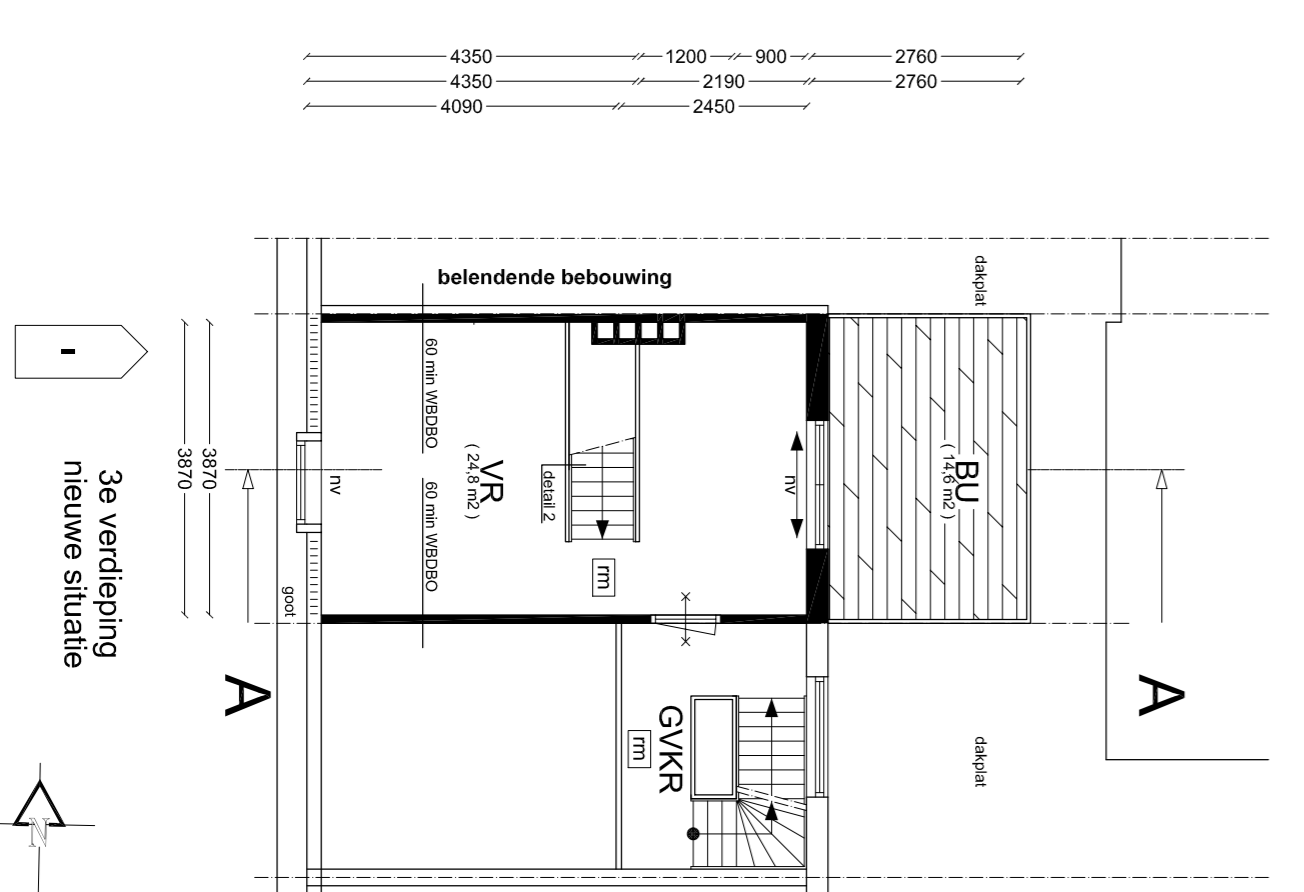 4350 1200 900 2760
4350 2190 2760
4090 2450
belendende bebouwing
dakplat
60 min WBDBO
60 min WBDBO
3870
3870
3e verdieping
nieuwe situatie
nv
VR
( 24,8 m2 )
detail 2
nv
BU
( 14,6 m2 )
rm
goot
A
A
GVKR
rm
dakplat
N